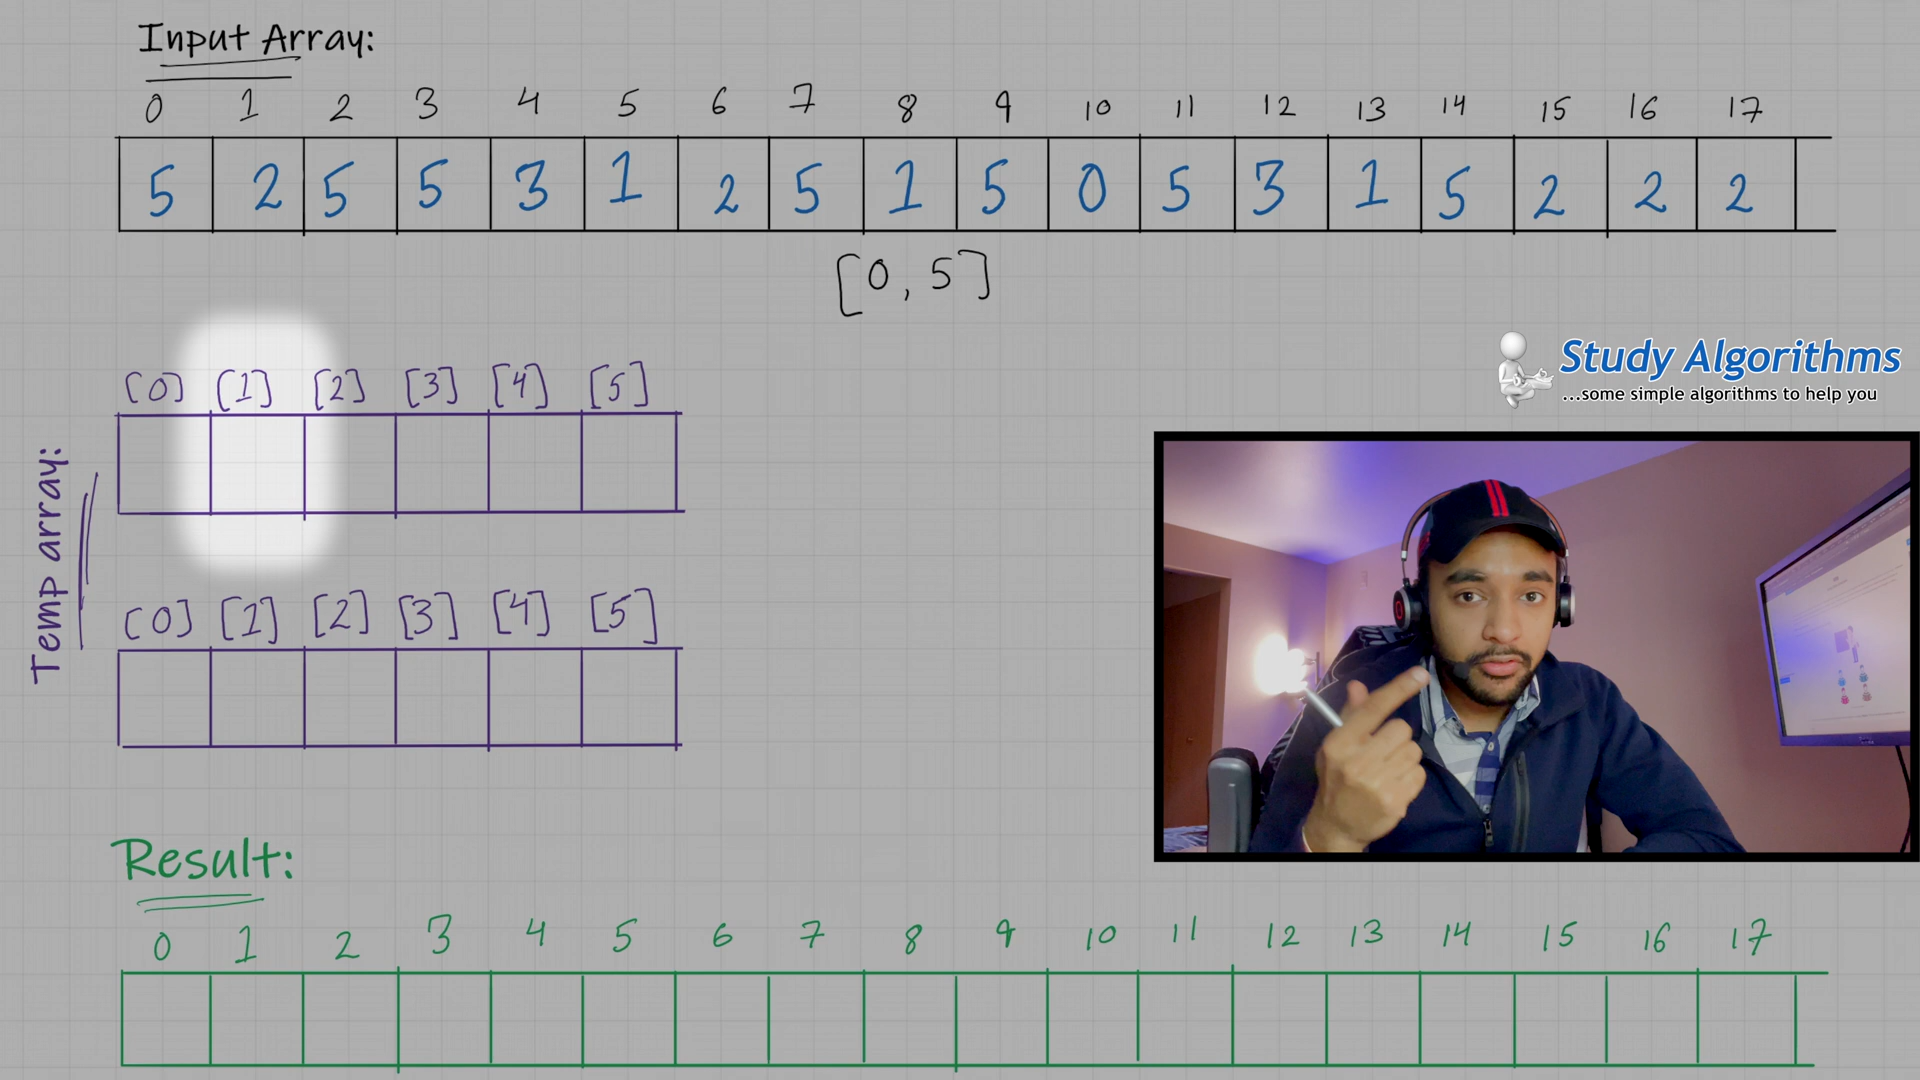 Input Array:
0 1 2 3 4 5 6 7 8 9 10 11 12 13 14 15 16 17
5 2 5 5 3 1 2 5 1 5 0 5 3 1 5 2 2 2
[0, 5]
Study Algorithms
...some simple algorithms to help you
Temp array:
[0] [1] [2] [3] [4] [5]
[0] [1] [2] [3] [4] [5]
Result:
0 1 2 3 4 5 6 7 8 9 10 11 12 13 14 15 16 17